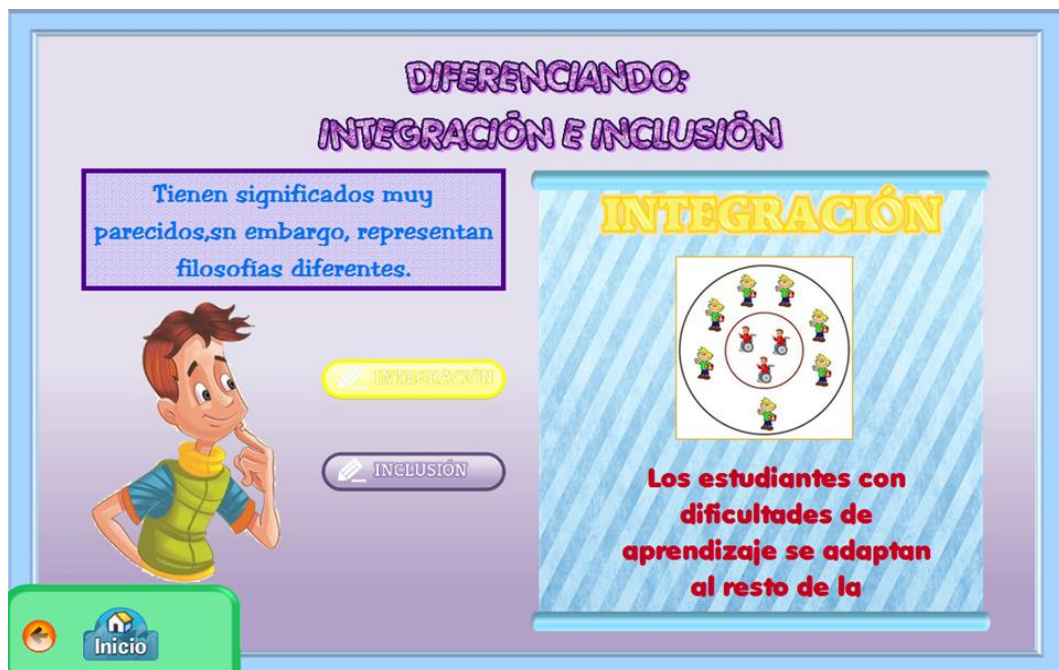 DIFERENCIANDO:
INTEGRACIÓN E INCLUSIÓN
Tienen significados muy
parecidos,sn embargo, representan
filosofías diferentes.
INTEGRACIÓN
INCLUSIÓN
INTEGRACIÓN
Los estudiantes con
dificultades de
aprendizaje se adaptan
al resto de la
Inicio